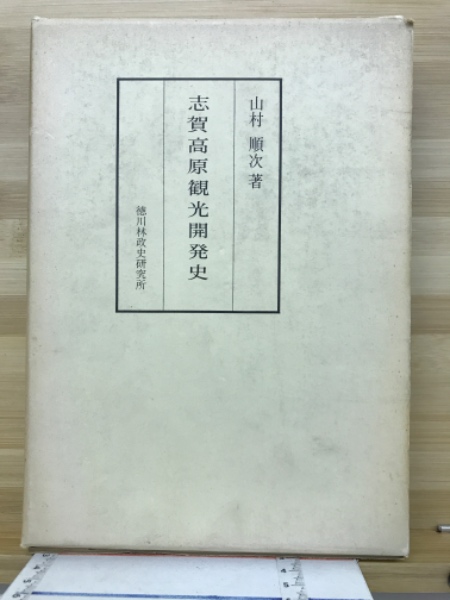 山村 順次 著
志賀高原観光開発史
徳川林政史研究所